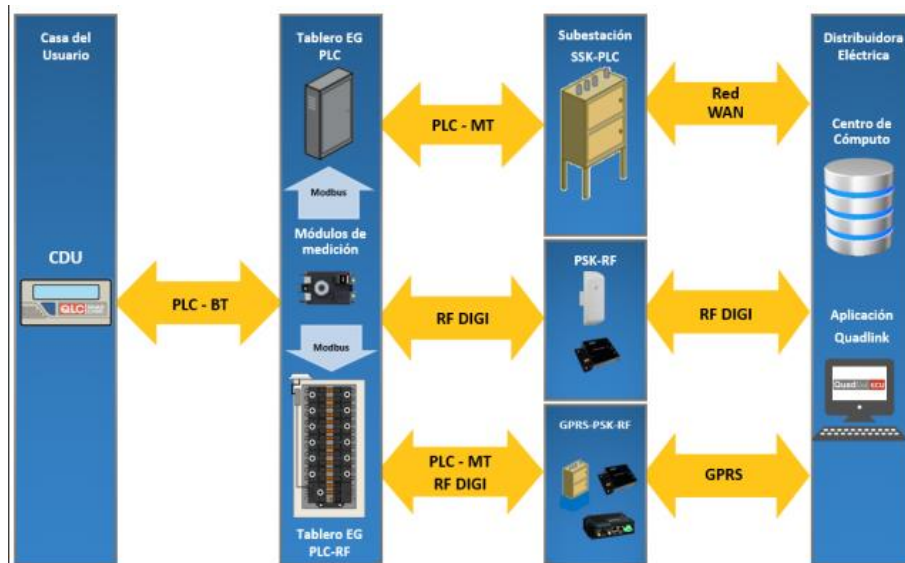 Casa del
Usuario
CDU
QLC
PLC - BT
Tablero EG
PLC
Modbus
Módulos de
medición
Modbus
Tablero EG
PLC-RF
PLC - MT
RF DIGI
PLC - MT
RF DIGI
Subestación
SSK-PLC
PSK-RF
GPRS-PSK-RF
Red
WAN
RF DIGI
GPRS
Distribuidora
Eléctrica
Centro de
Cómputo
Aplicación
Quadlink